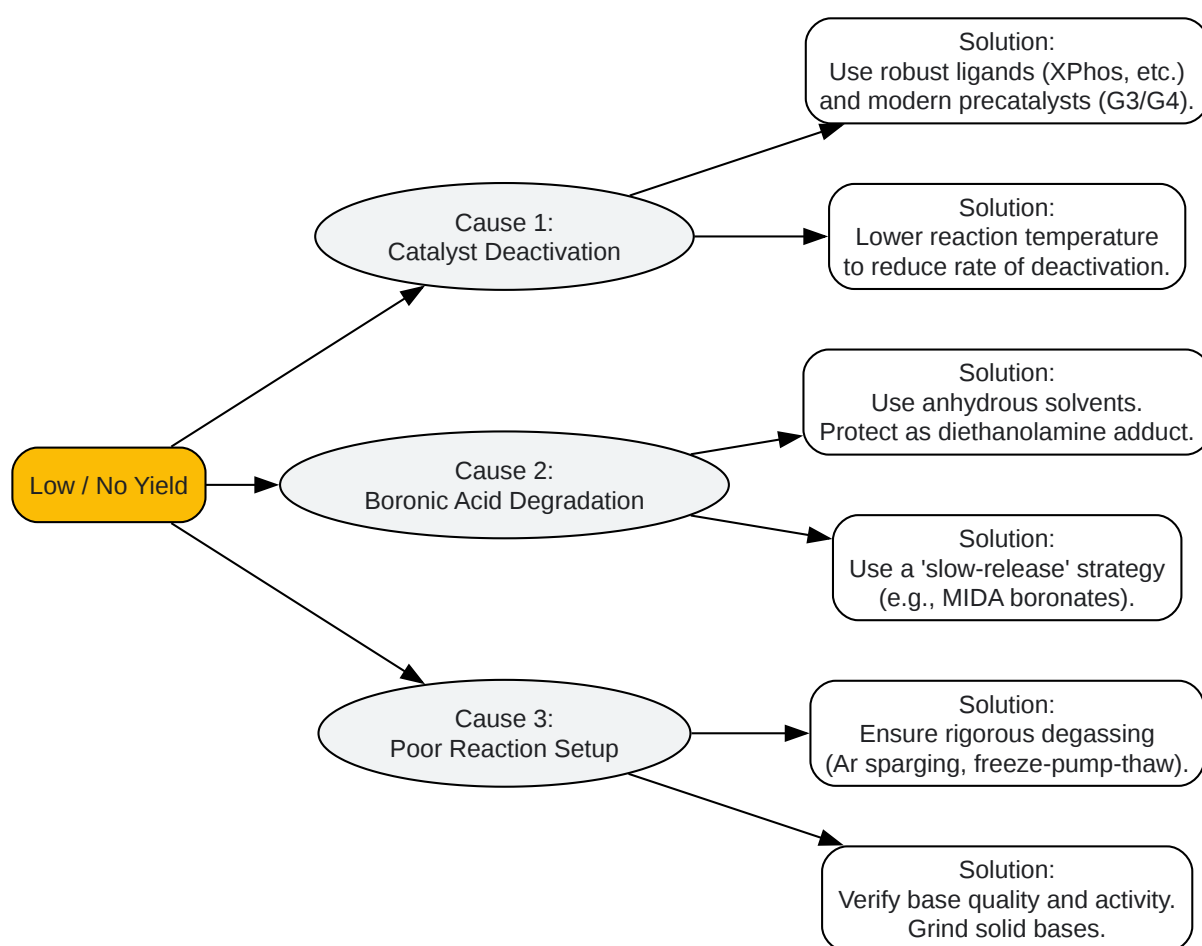 Low / No Yield
Cause 1:
Catalyst Deactivation
Solution:
Use robust ligands (XPhos, etc.)
and modern precatalysts (G3/G4).
Solution:
Lower reaction temperature
to reduce rate of deactivation.
Cause 2:
Boronic Acid Degradation
Solution:
Use anhydrous solvents.
Protect as diethanolamine adduct.
Solution:
Use a 'slow-release' strategy
(e.g., MIDA boronates).
Cause 3:
Poor Reaction Setup
Solution:
Ensure rigorous degassing
(Ar sparging, freeze-pump-thaw).
Solution:
Verify base quality and activity.
Grind solid bases.